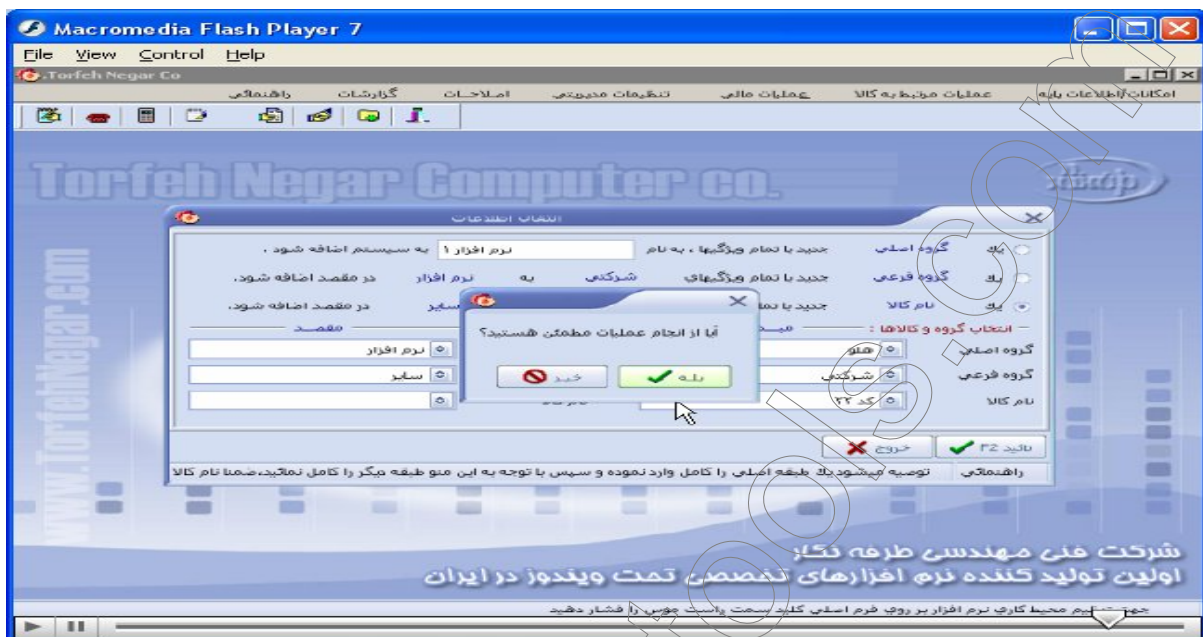 Macromedia Flash Player 7
File View Control Help
.Torfeh Negar Co
امکانات/اطلاعات پایه عملیات مرتبط به کالا عملیات مالی تنظیمات مدیریتی امکانات گزارشات راهنمائی
Torfeh Negar Computer co.
www.TorfehNegar.com
انتقال اطلاعات
یك گروه اصلی جدید با تمام ویژگیها ، به نام نرم افزار ۱ به سیستم اضافه شود .
یك گروه فرعی جدید با تمام ویژگیهای شرکتی به نرم افزار در مقصد اضافه شود.
یك نام کالا جدید با سایر در مقصد اضافه شود.
انتخاب گروه و کالاها : مقصد
گروه اصلی هلو نرم افزار
گروه فرعی شرکتی سایر
نام کالا کد ۲۲
آیا از انجام عملیات مطمئن هستید؟
بله خیر
تائید F2 خروج
راهنمائی توصیه میشود یك طبقه اصلی را کامل وارد نموده و سپس با توجه به این منو طبقه دیگر را کامل نمائید،ضمنا نام کالا
شرکت فنی مهندسی طرفه نگار
اولین تولید کننده نرم افزارهای تخصصی تحت ویندوز در ایران
جهت تنظیم محیط کاری نرم افزار بر روی فرم اصلی کلید سمت راست موس را فشار دهید